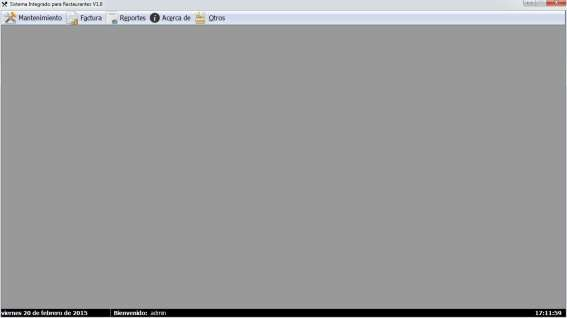 Sistema Integrado para Restaurantes V1.0
Mantenimiento Factura Reportes Acerca de Otros
viernes 20 de febrero de 2015 Bienvenido: admin 17:11:59